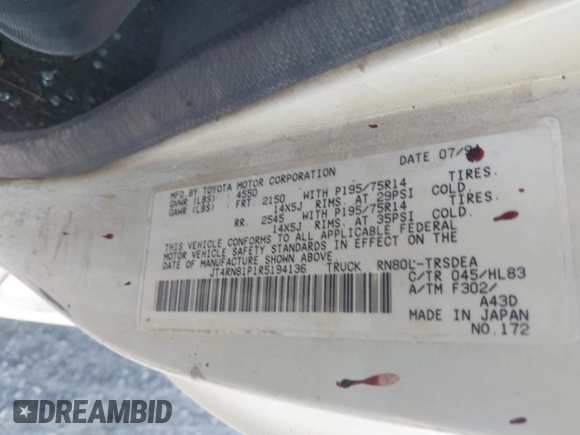 MFD. BY TOYOTA MOTOR CORPORATION DATE 07/94
GVWR (LBS) 4550
GAWR (LBS) FRT. 2150 WITH P195/75R14 TIRES.
14X5J RIMS. AT 29PSI COLD.
RR. 2545 WITH P195/75R14 TIRES.
14X5J RIMS. AT 35PSI COLD.
THIS VEHICLE CONFORMS TO ALL APPLICABLE FEDERAL
MOTOR VEHICLE SAFETY STANDARDS IN EFFECT ON THE
DATE OF MANUFACTURE SHOWN ABOVE.
JT4RN81P1R5194136 TRUCK RN80L-TRSDEA
C/TR 045/HL83
A/TM F302/
A43D
MADE IN JAPAN
NO.172
DREAMBID